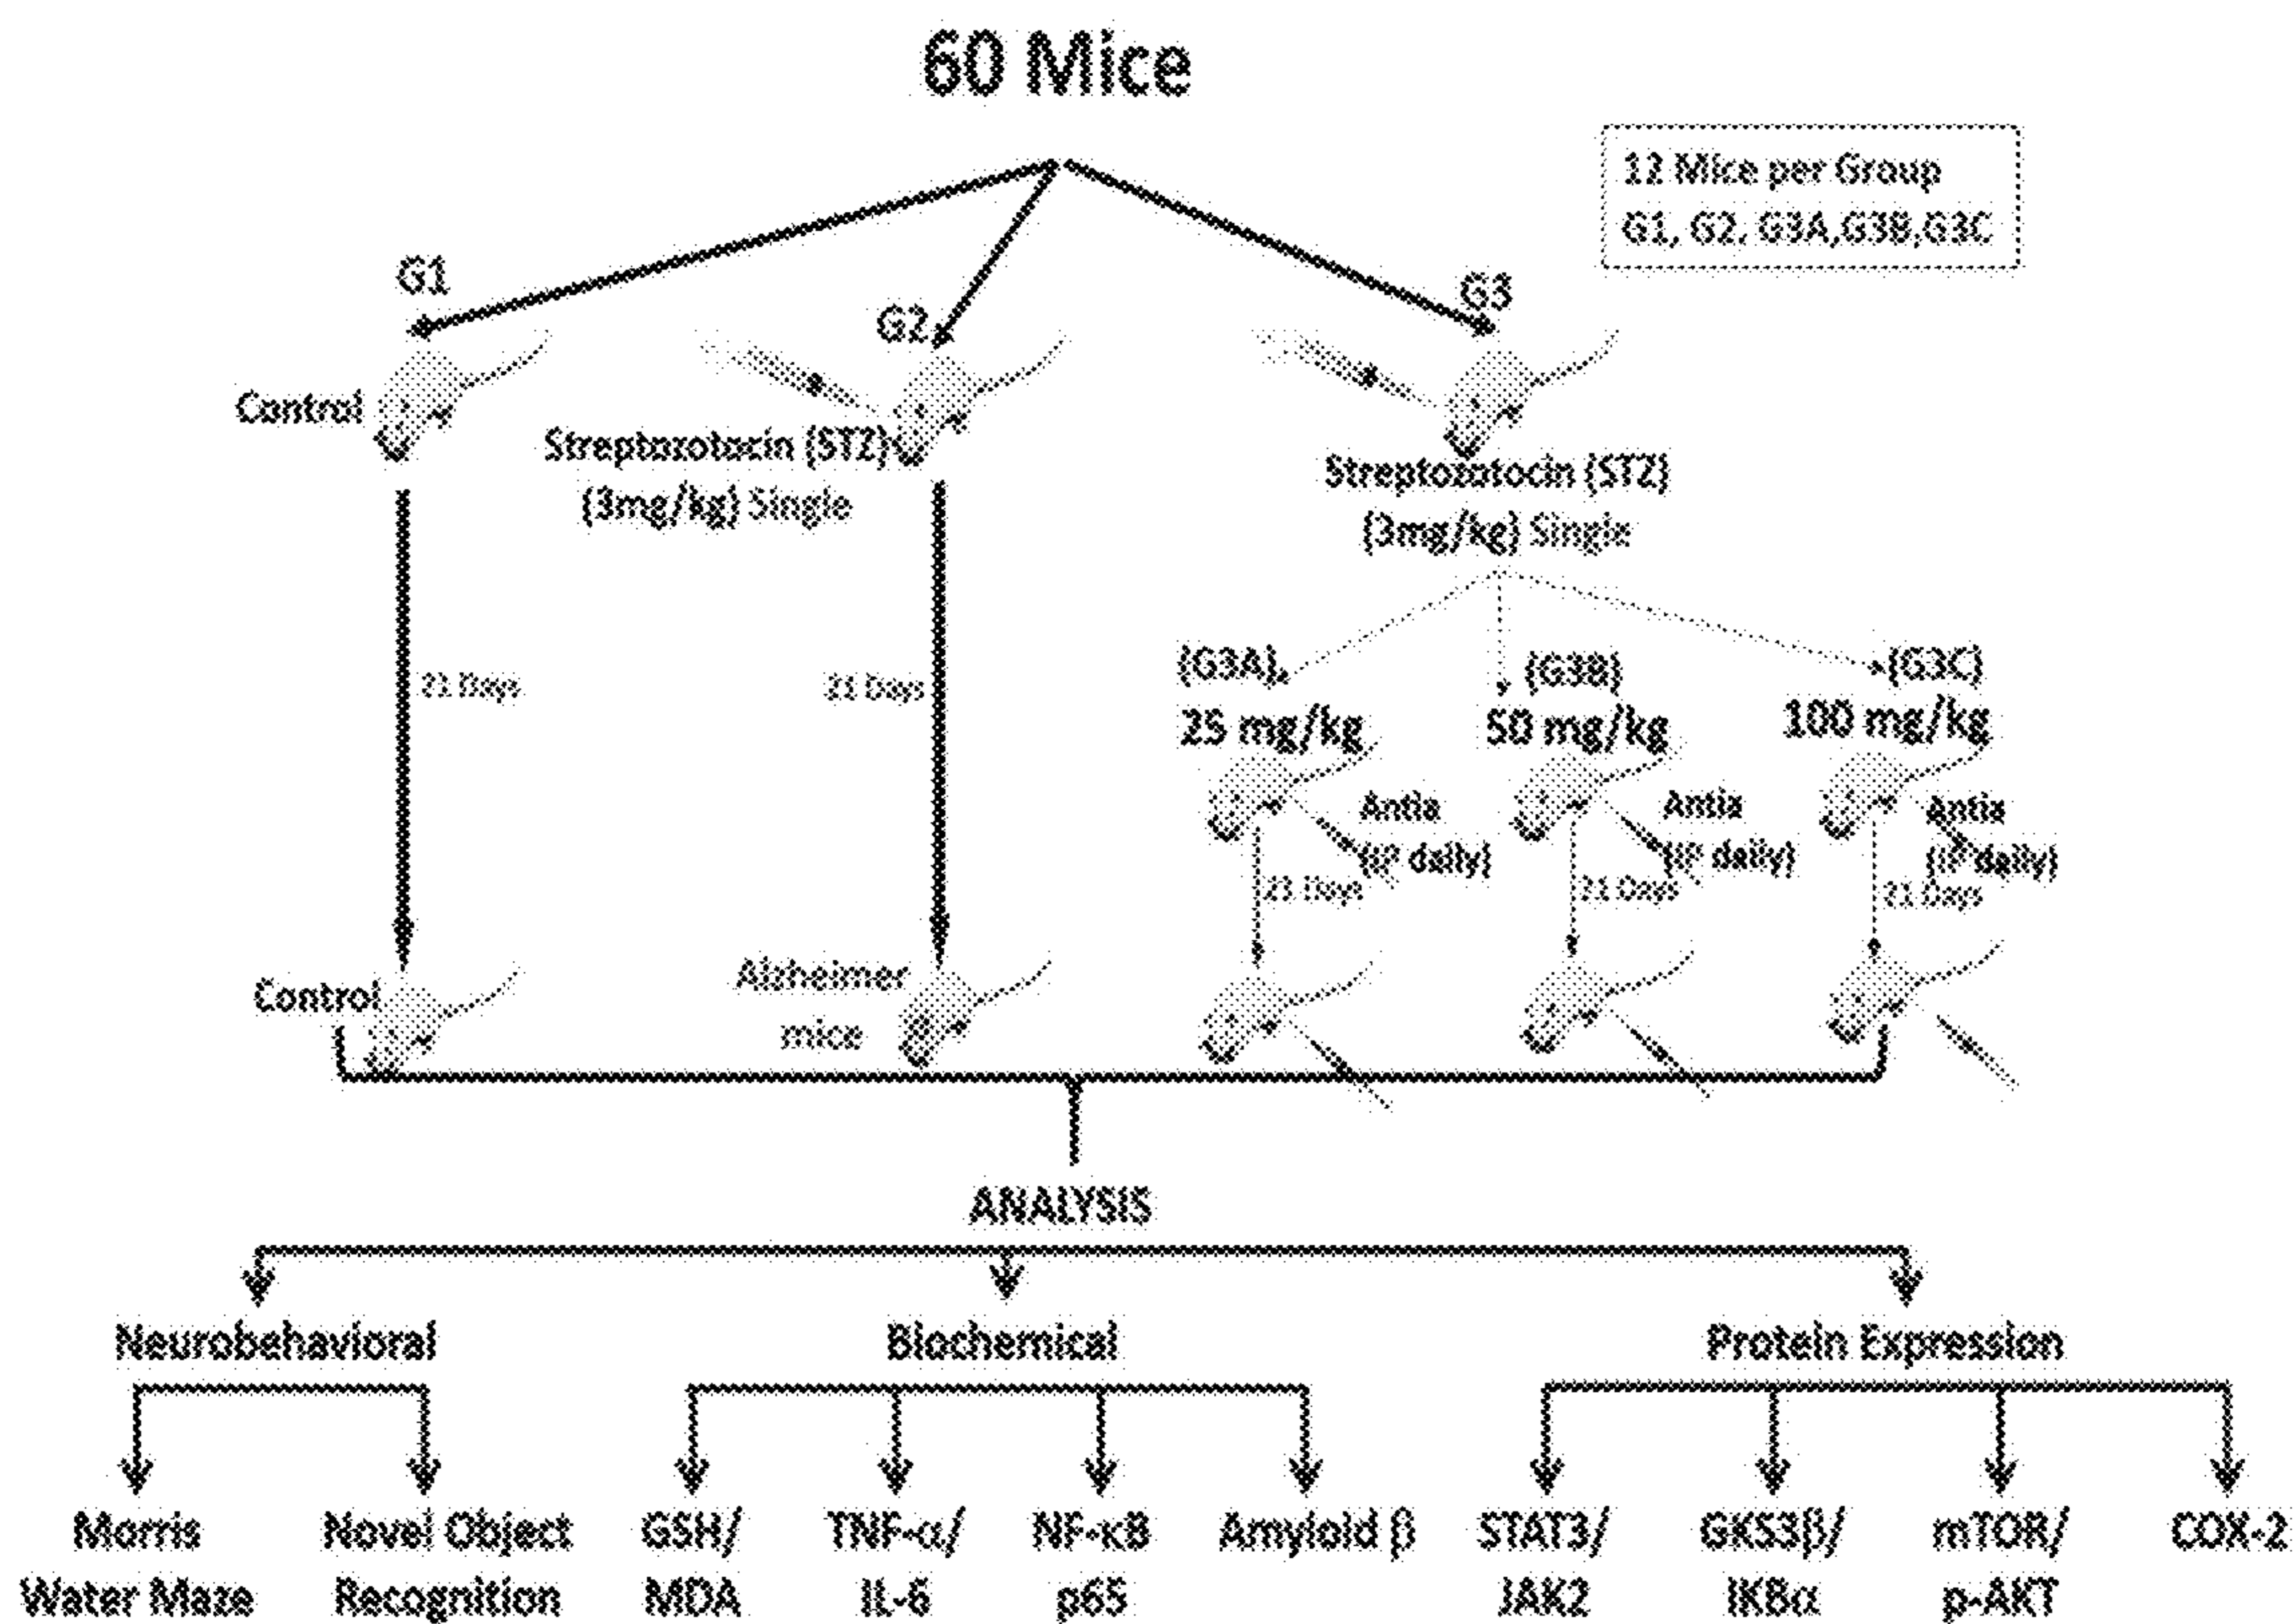 60 Mice
12 Mice per Group
G1, G2, G3A,G3B,G3C
G1
G2
G3
Control
Streptozotocin (STZ)
(3mg/kg) Single
Streptozotocin (STZ)
(3mg/kg) Single
21 Days
21 Days
(G3A)
(G3B)
(G3C)
25 mg/kg
50 mg/kg
100 mg/kg
Antia
(IP daily)
Antia
(IP daily)
Antia
(IP daily)
21 Days
21 Days
21 Days
Control
Alzheimer
mice
ANALYSIS
Neurobehavioral
Biochemical
Protein Expression
Morris
Water Maze
Novel Object
Recognition
GSH/
MDA
TNF-α/
IL-6
NF-κB
p65
Amyloid β
STAT3/
JAK2
GKS3β/
IKBα
mTOR/
p-AKT
COX-2